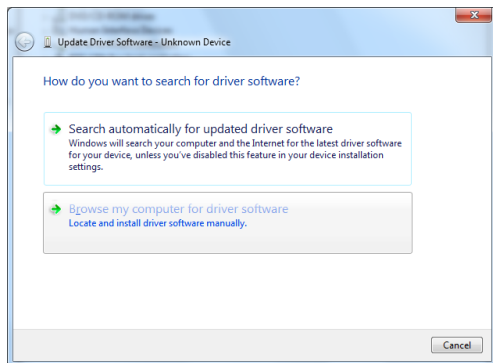 Update Driver Software - Unknown Device
How do you want to search for driver software?
Search automatically for updated driver software
Windows will search your computer and the Internet for the latest driver software
for your device, unless you've disabled this feature in your device installation
settings.
Browse my computer for driver software
Locate and install driver software manually.
Cancel